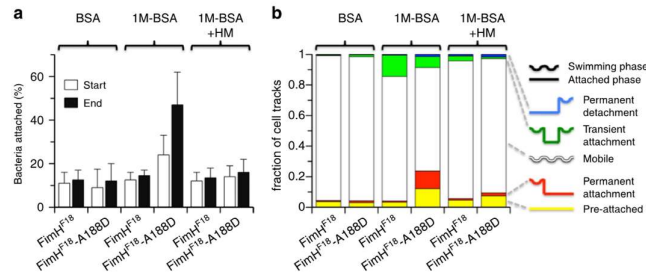 a
BSA
1M-BSA
1M-BSA
+HM
Bacteria attached (%)
60
40
20
0
Start
End
FimHF18
FimHF18-A188D
FimHF18
FimHF18-A188D
FimHF18
FimHF18-A188D
b
BSA
1M-BSA
1M-BSA
+HM
fraction of cell tracks
1
0.8
0.6
0.4
0.2
0
FimHF18
FimHF18-A188D
FimHF18
FimHF18-A188D
FimHF18
FimHF18-A188D
Swimming phase
Attached phase
Permanent
detachment
Transient
attachment
Mobile
Permanent
attachment
Pre-attached